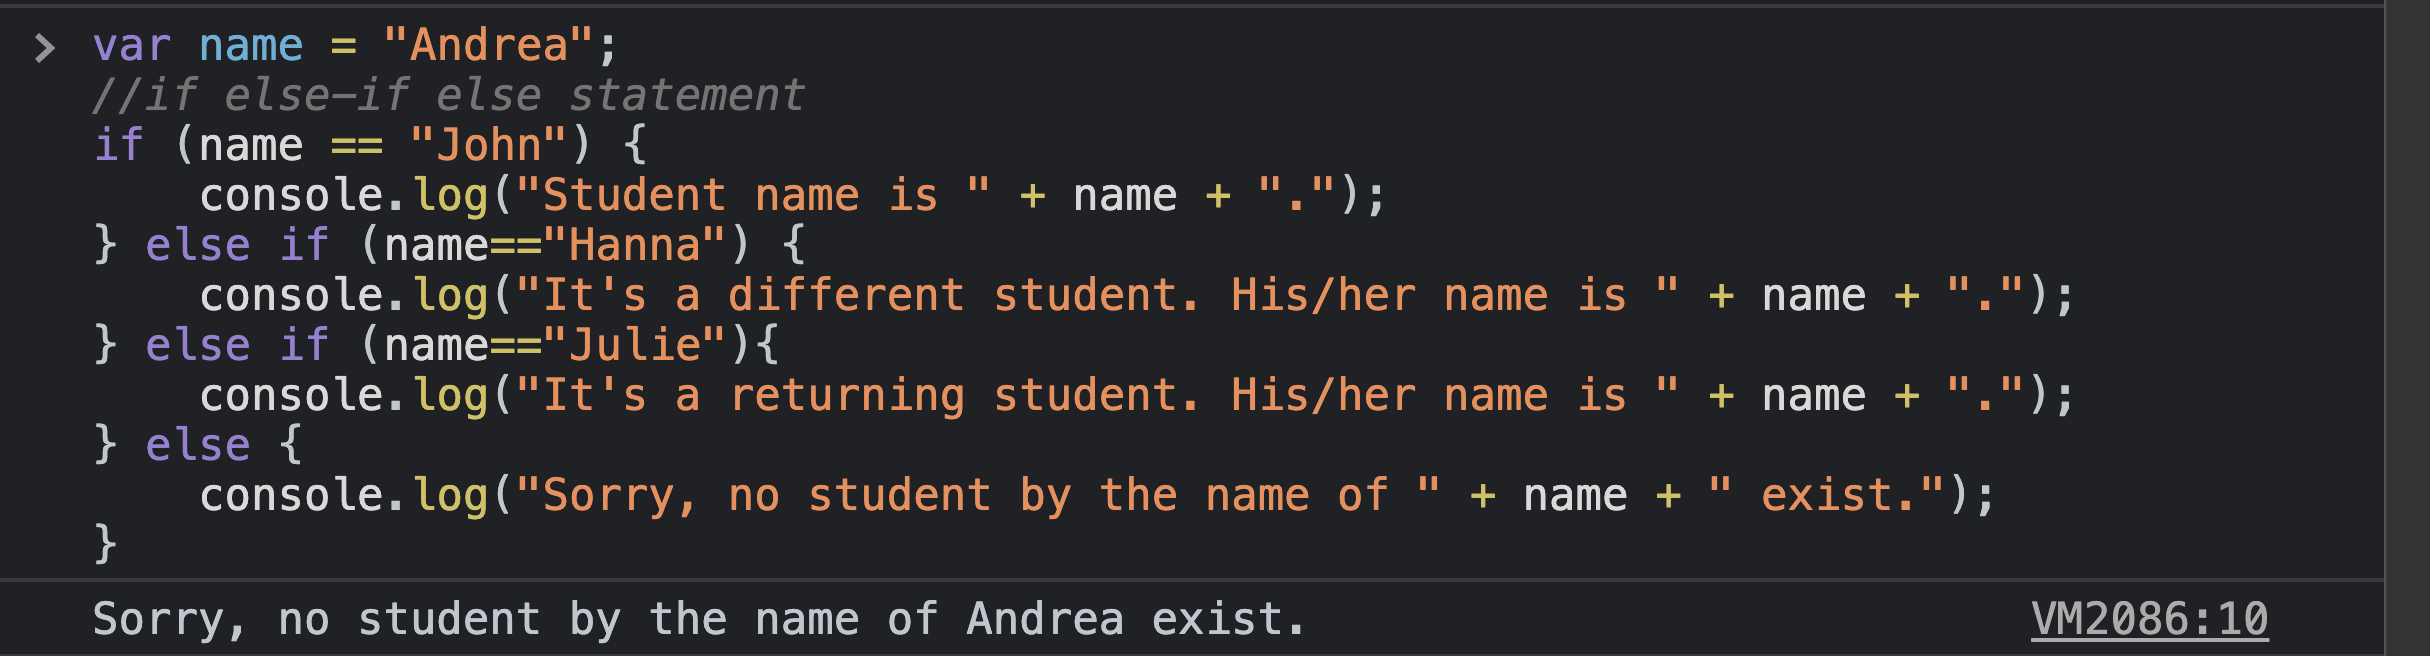 > var name = "Andrea";
//if else-if else statement
if (name == "John") {
    console.log("Student name is " + name + ".");
} else if (name=="Hanna") {
    console.log("It's a different student. His/her name is " + name + ".");
} else if (name=="Julie"){
    console.log("It's a returning student. His/her name is " + name + ".");
} else {
    console.log("Sorry, no student by the name of " + name + " exist.");
}
Sorry, no student by the name of Andrea exist. VM2086:10